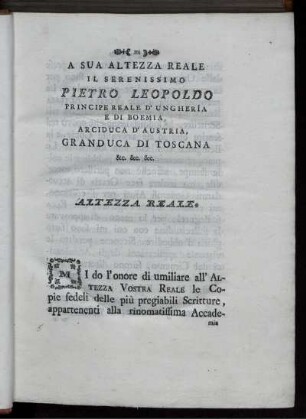 III
A SUA ALTEZZA REALE
IL SERENISSIMO
PIETRO LEOPOLDO
PRINCIPE REALE D'UNGHERÌA
E DI BOEMIA,
ARCIDUCA D'AUSTRIA,
GRANDUCA DI TOSCANA
&c. &c. &c.
ALTEZZA REALE.
MI do l'onore di umiliare all' AL-
TEZZA VOSTRA REALE le Co-
pie fedeli delle più pregiabili Scritture,
appartenenti alla rinomatissima Accade-
mia